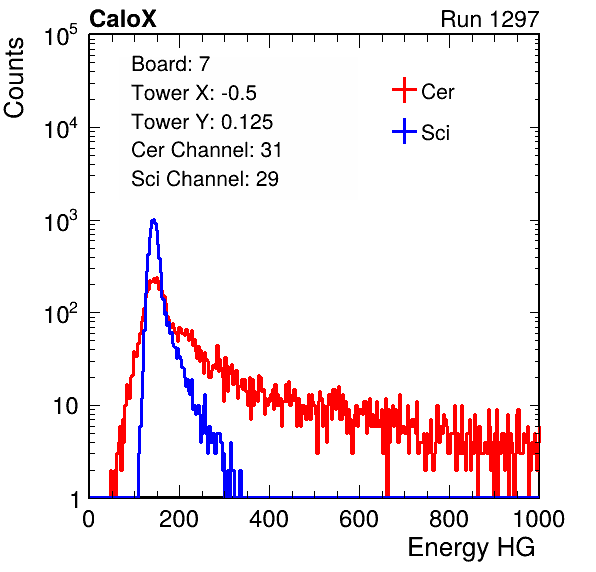 CaloX Run 1297
Counts
10^5
10^4
10^3
10^2
10
1
Board: 7
Tower X: -0.5
Tower Y: 0.125
Cer Channel: 31
Sci Channel: 29
Cer
Sci
0 200 400 600 800 1000
Energy HG